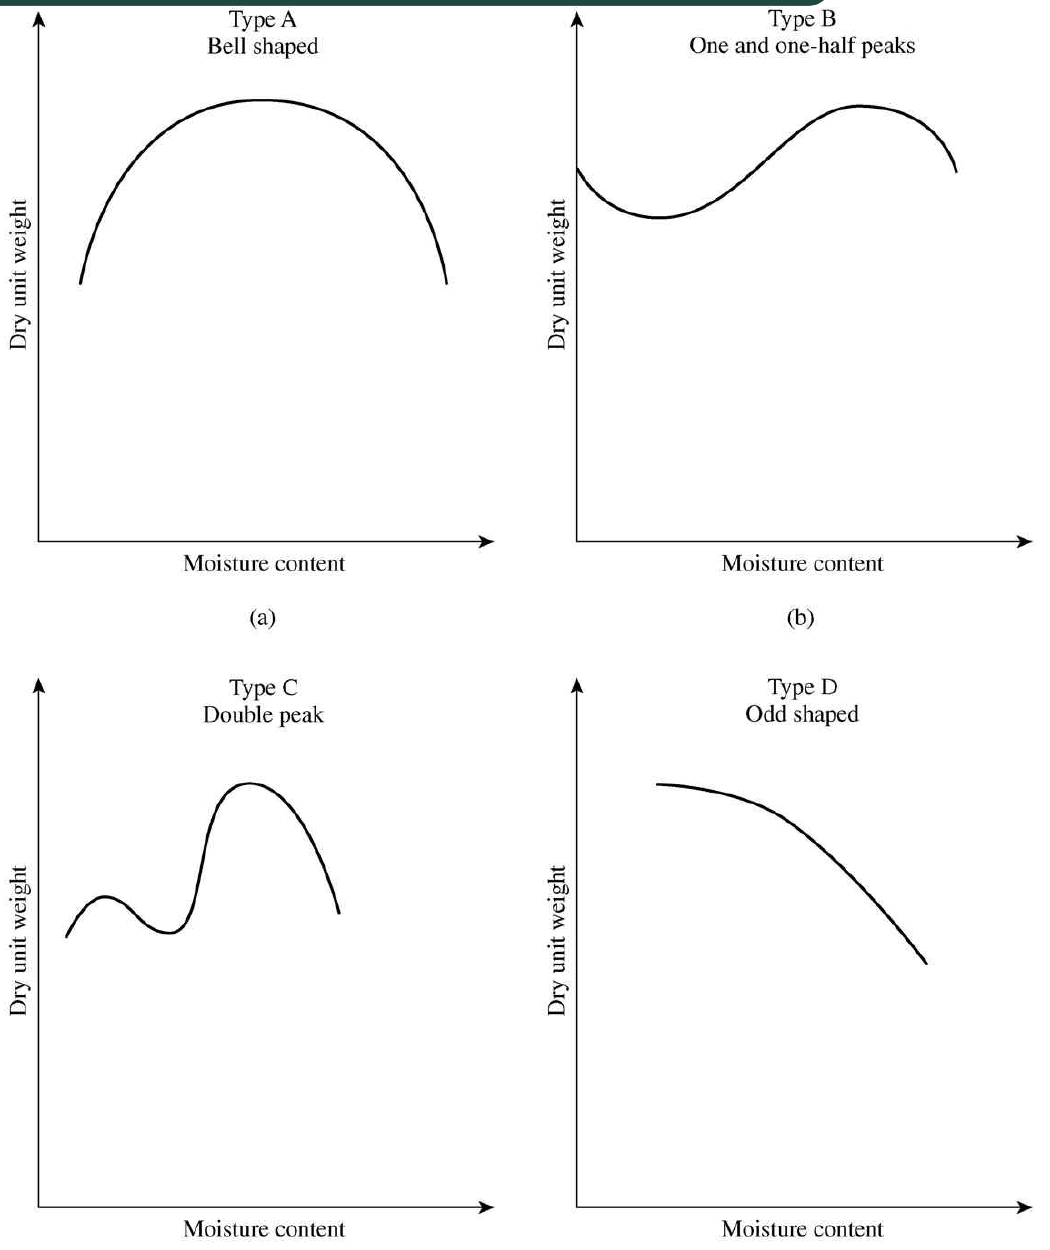 Type A
Bell shaped
Dry unit weight
Moisture content
(a)
Type B
One and one-half peaks
Dry unit weight
Moisture content
(b)
Type C
Double peak
Dry unit weight
Moisture content
Type D
Odd shaped
Dry unit weight
Moisture content